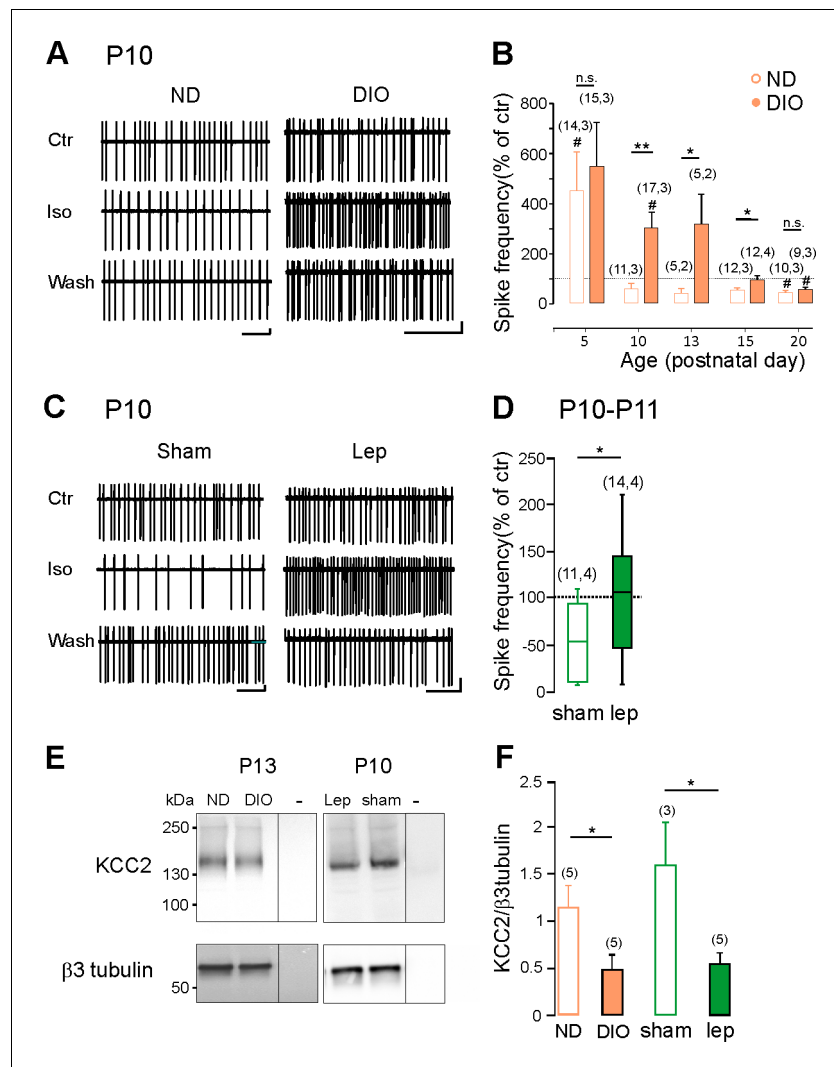 A P10
ND DIO
Ctr
Iso
Wash
B
ND
DIO
Spike frequency(% of ctr)
800
600
400
200
0
n.s.
(15,3)
(14,3)
#
**
(17,3)
#
(11,3)
*
(5,2)
(5,2)
*
(12,4)
(12,3)
n.s.
(9,3)
(10,3)
# #
5 10 13 15 20
Age (postnatal day)
C P10
Sham Lep
Ctr
Iso
Wash
D P10-P11
Spike frequency(% of ctr)
250
200
150
100
-50
0
*
(14,4)
(11,4)
sham lep
E
P13 P10
kDa ND DIO - Lep sham -
250
KCC2
130
100
β3 tubulin
50
F
KCC2/β3tubulin
2.5
2
1.5
1
0.5
0
*
(3)
*
(5)
(5)
(5)
ND DIO sham lep